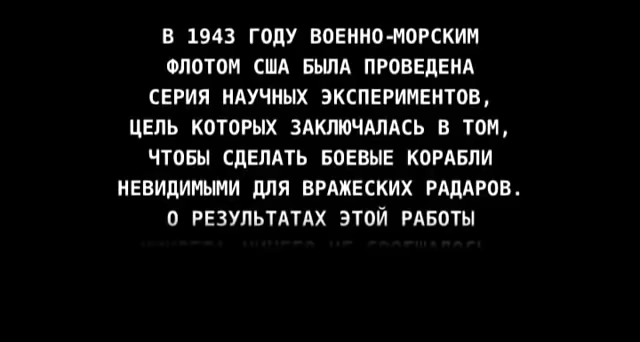 В 1943 ГОДУ ВОЕННО-МОРСКИМ
ФЛОТОМ США БЫЛА ПРОВЕДЕНА
СЕРИЯ НАУЧНЫХ ЭКСПЕРИМЕНТОВ,
ЦЕЛЬ КОТОРЫХ ЗАКЛЮЧАЛАСЬ В ТОМ,
ЧТОБЫ СДЕЛАТЬ БОЕВЫЕ КОРАБЛИ
НЕВИДИМЫМИ ДЛЯ ВРАЖЕСКИХ РАДАРОВ.
О РЕЗУЛЬТАТАХ ЭТОЙ РАБОТЫ